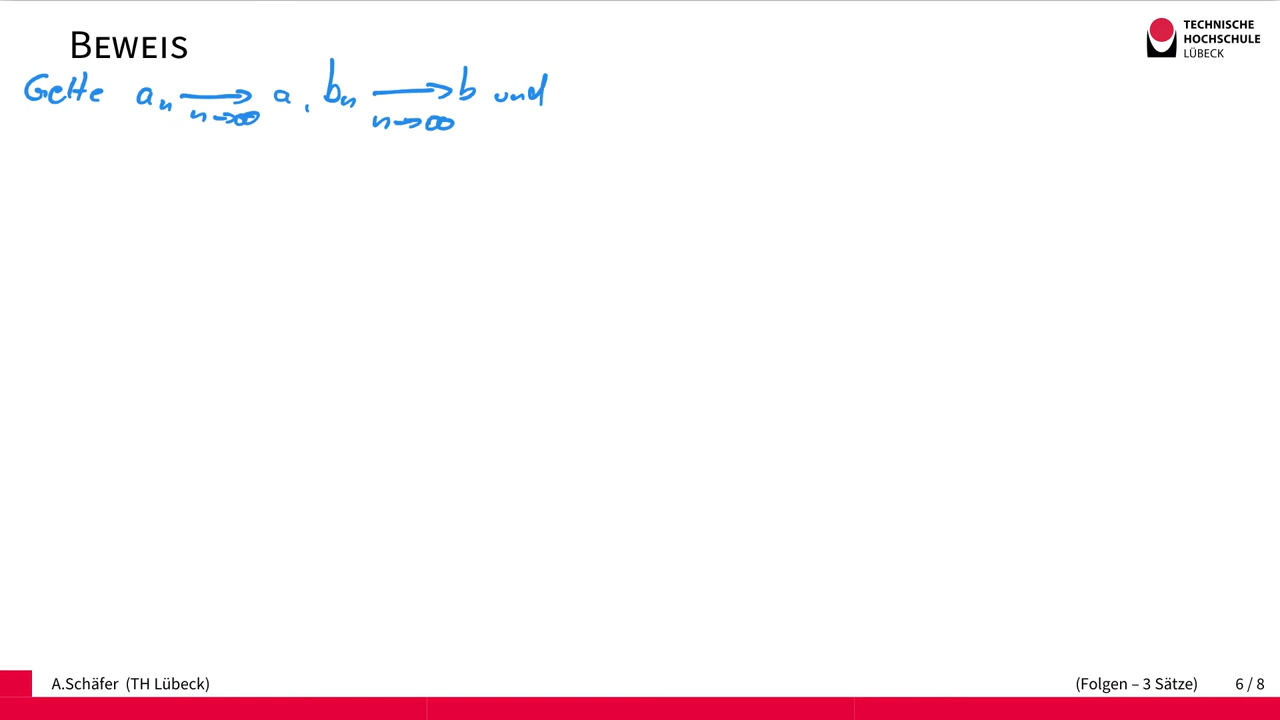 BEWEIS
TECHNISCHE
HOCHSCHULE
LÜBECK
Gelte aₙ ⟶ a, bₙ ⟶ b und
n→∞ n→∞
A.Schäfer (TH Lübeck) (Folgen – 3 Sätze) 6 / 8